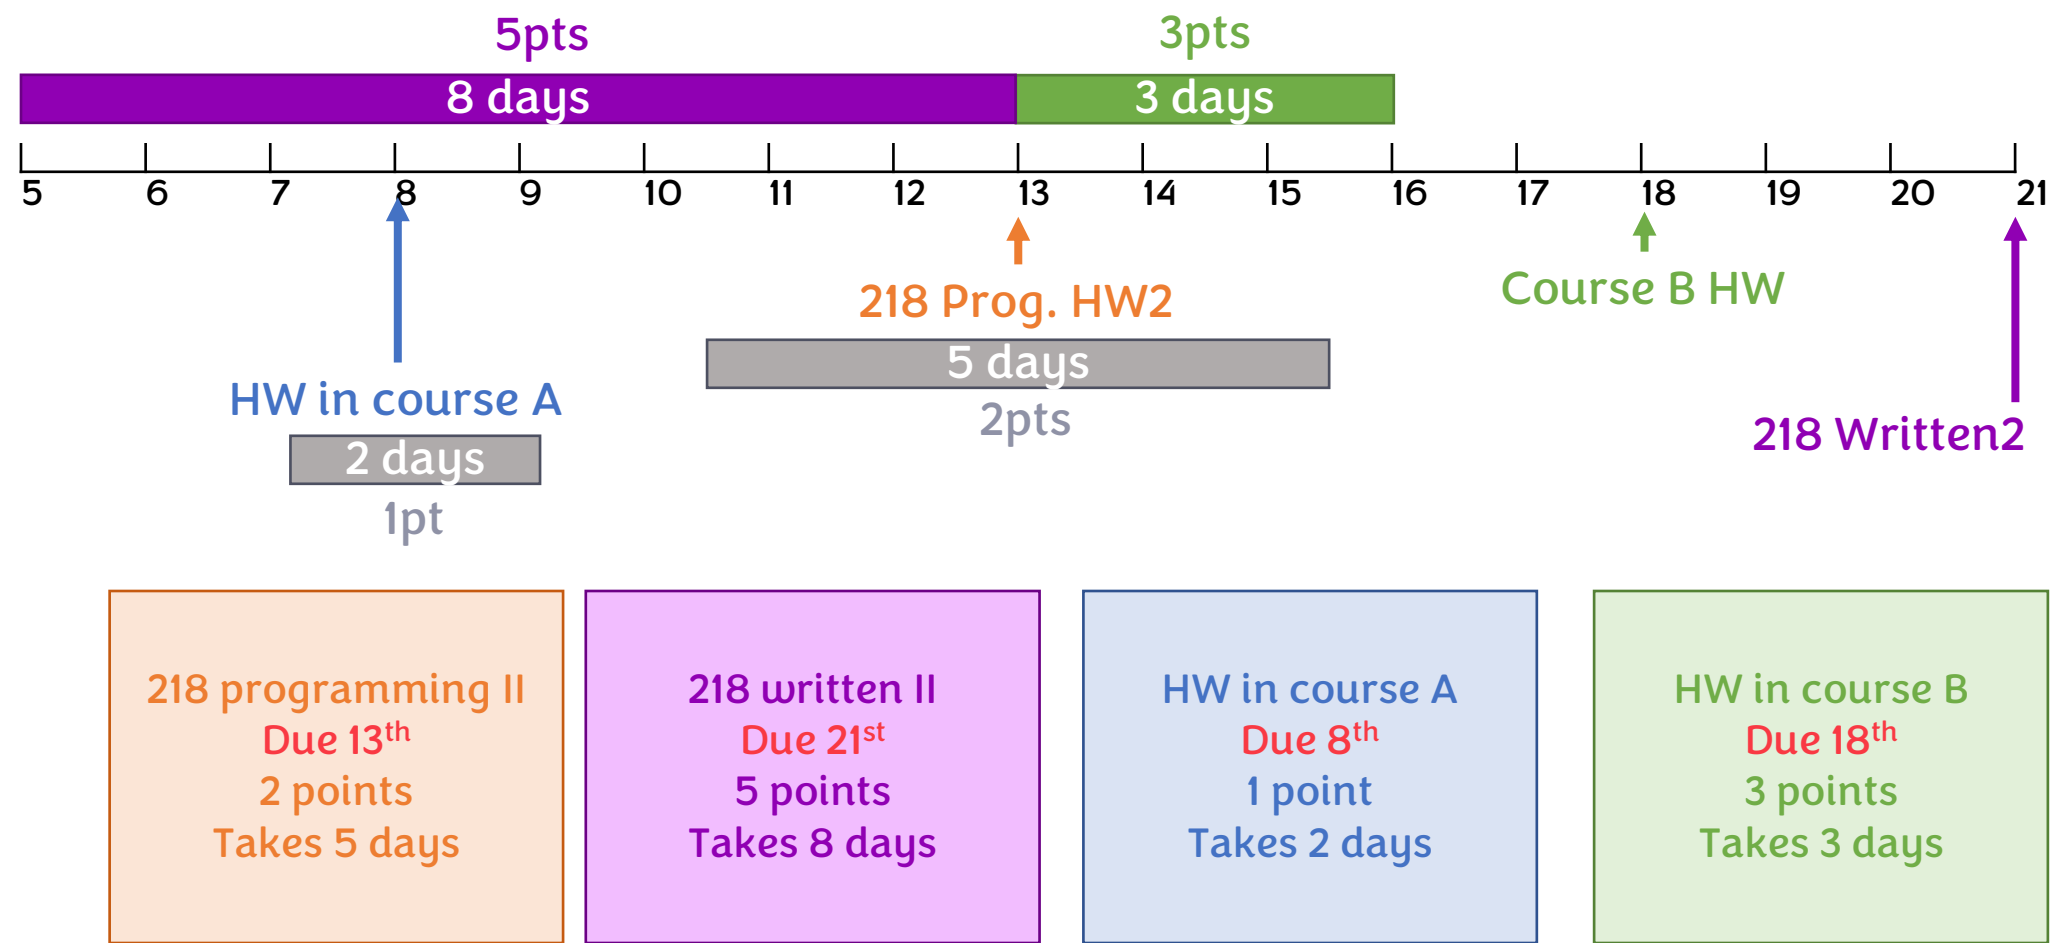 5pts
3pts
8 days
3 days
5 6 7 8 9 10 11 12 13 14 15 16 17 18 19 20 21
218 Prog. HW2
Course B HW
5 days
HW in course A
2pts
218 Written2
2 days
1pt
218 programming II
Due 13th
2 points
Takes 5 days
218 written II
Due 21st
5 points
Takes 8 days
HW in course A
Due 8th
1 point
Takes 2 days
HW in course B
Due 18th
3 points
Takes 3 days